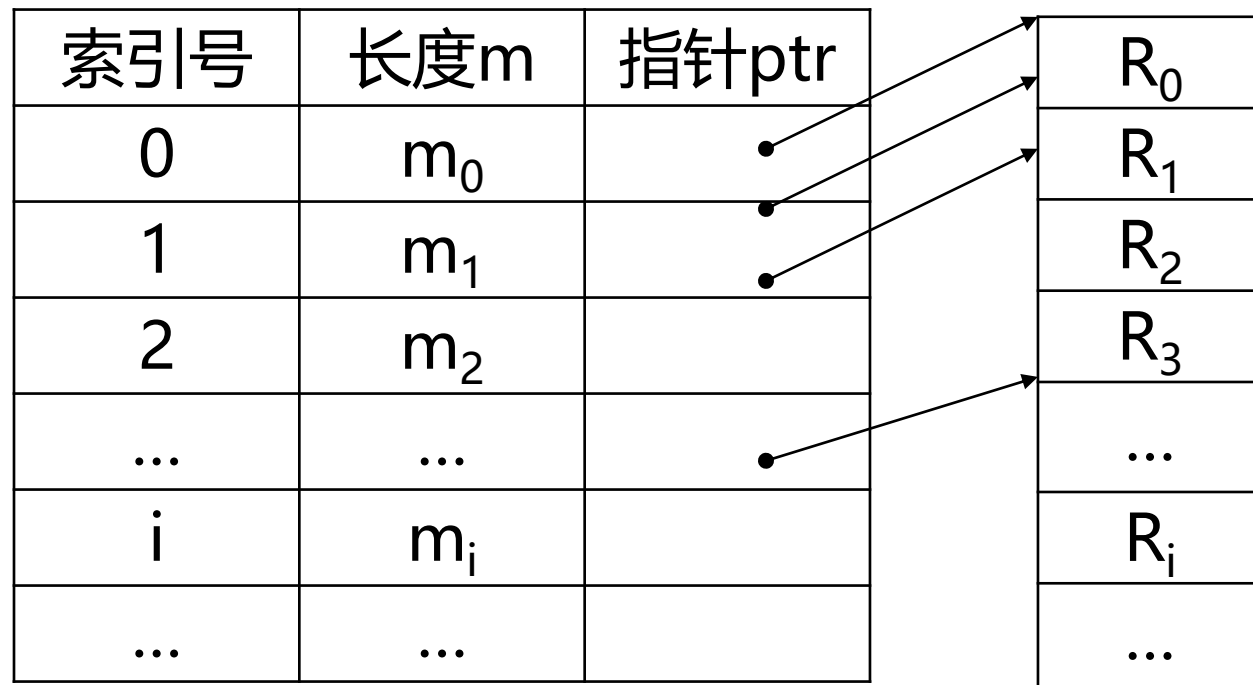 索引号 长度m 指针ptr
0 m₀
1 m₁
2 m₂
... ...
i mᵢ
... ...
R₀
R₁
R₂
R₃
...
Rᵢ
...